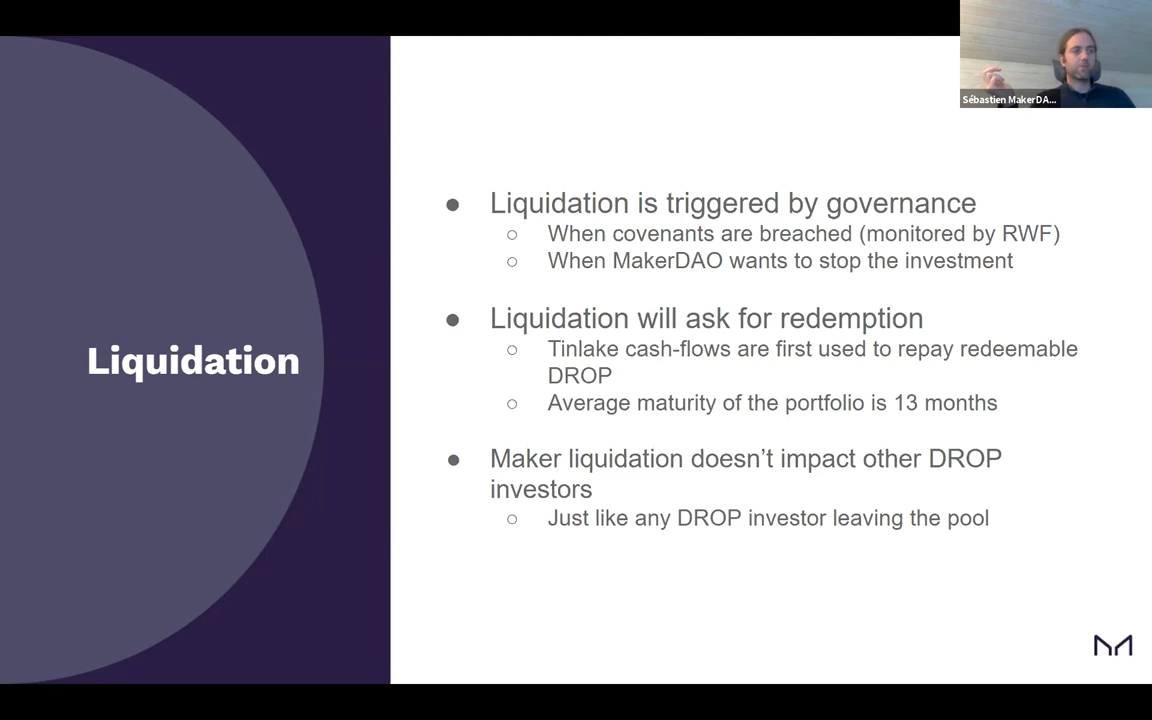 Sébastien MakerDA...
Liquidation
● Liquidation is triggered by governance
○ When covenants are breached (monitored by RWF)
○ When MakerDAO wants to stop the investment
● Liquidation will ask for redemption
○ Tinlake cash-flows are first used to repay redeemable
DROP
○ Average maturity of the portfolio is 13 months
● Maker liquidation doesn’t impact other DROP
investors
○ Just like any DROP investor leaving the pool